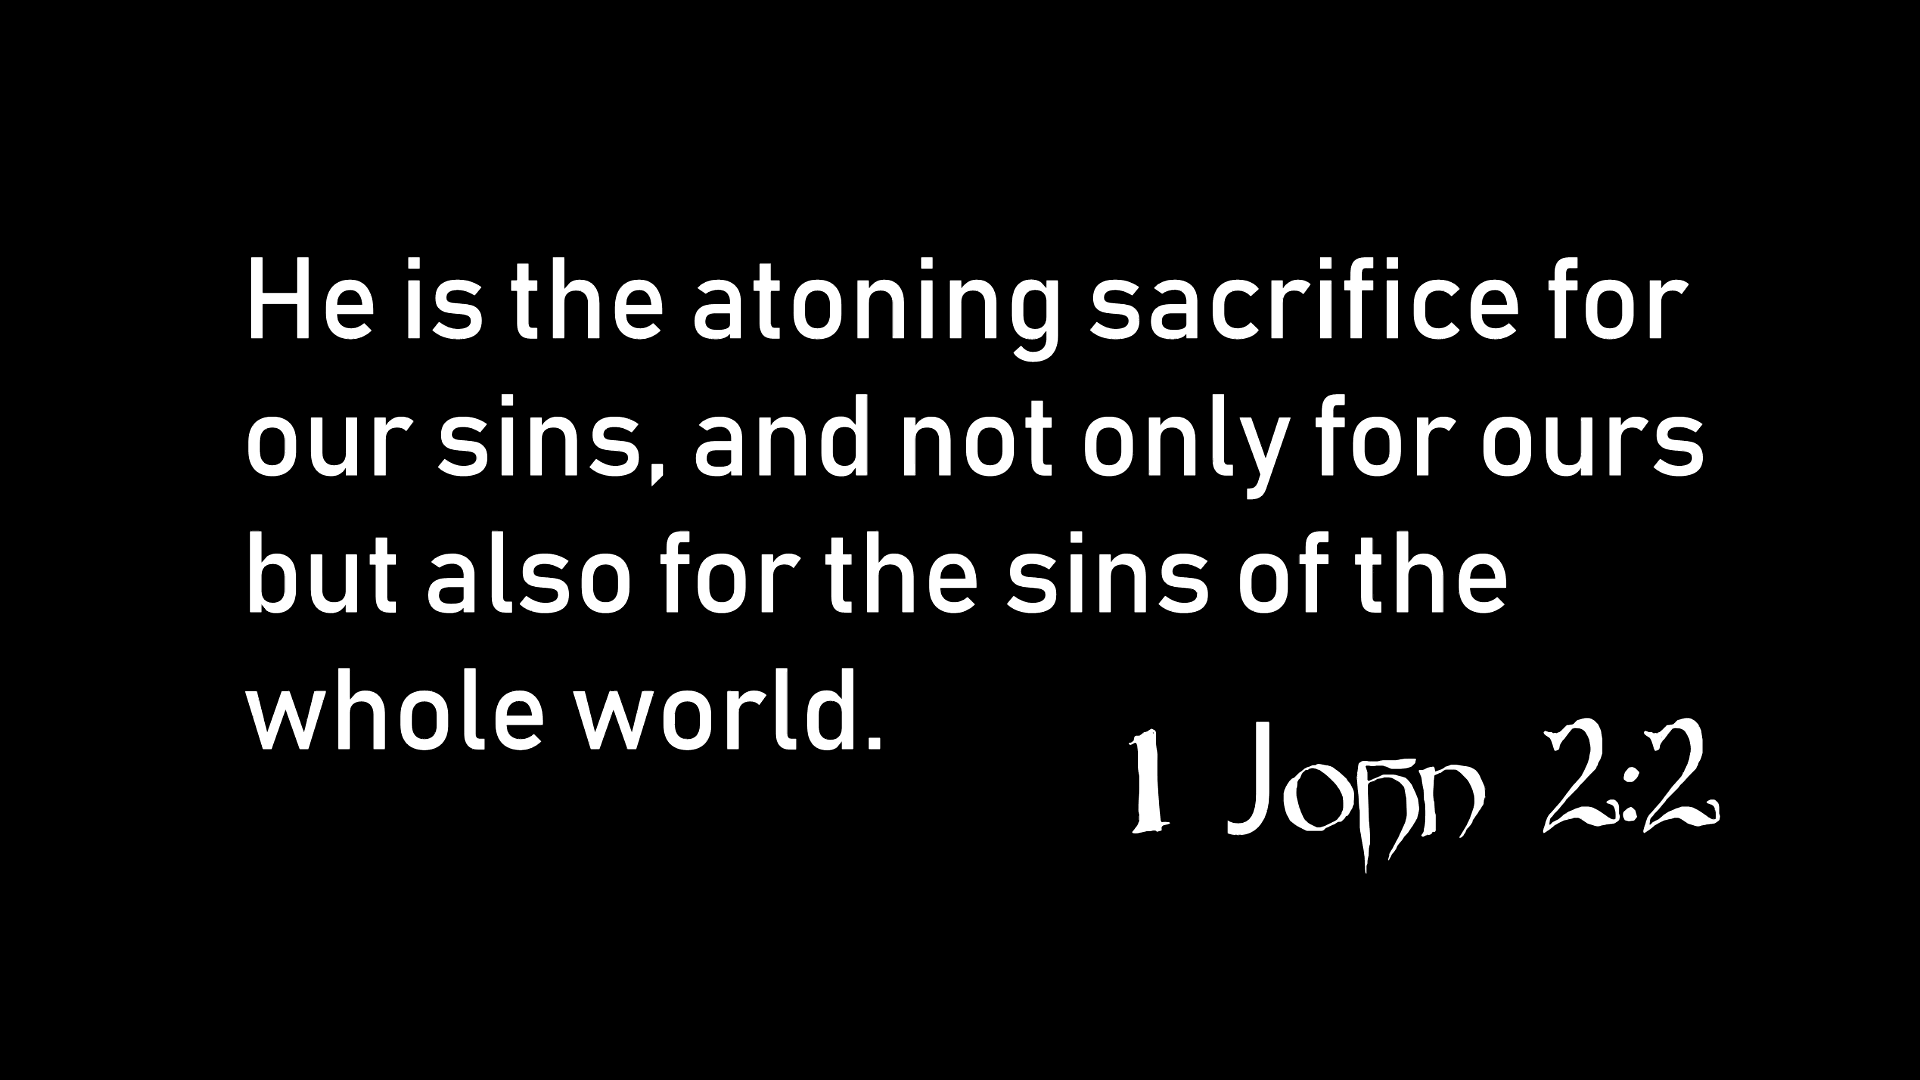 He is the atoning sacrifice for
our sins, and not only for ours
but also for the sins of the
whole world.
1 John 2:2